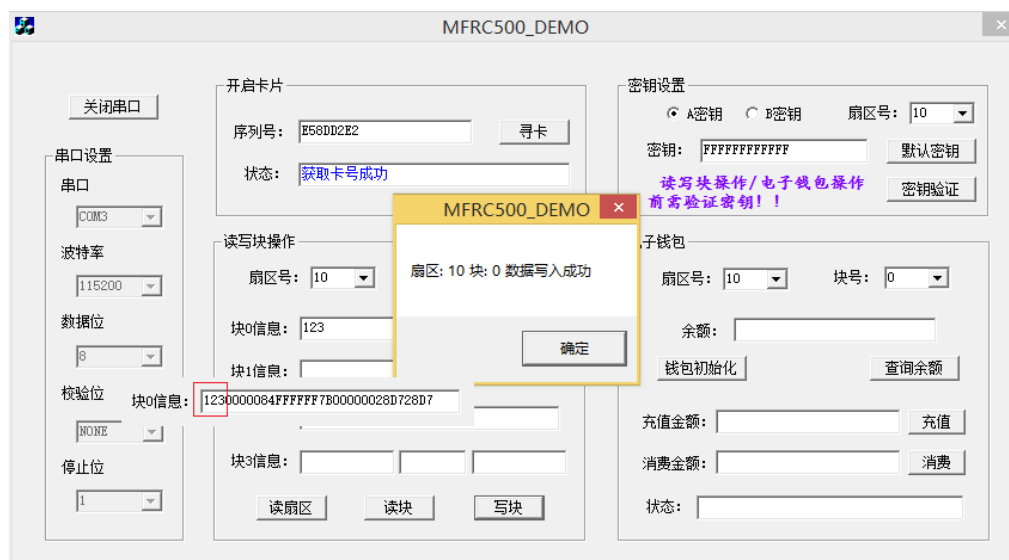 MFRC500_DEMO
关闭串口
串口设置
串口
COM3
波特率
115200
数据位
8
校验位
NONE
停止位
1
开启卡片
序列号: E58DD2E2
寻卡
状态: 获取卡号成功
密钥设置
A密钥 B密钥 扇区号: 10
密钥: FFFFFFFFFFFF
默认密钥
读写块操作/电子钱包操作
前需验证密钥!!
密钥验证
MFRC500_DEMO
扇区: 10 块: 0 数据写入成功
确定
读写块操作
扇区号: 10
块0信息: 123
块1信息:
块0信息: 1230000084FFFFFF7B00000028D728D7
块3信息:
读扇区 读块 写块
子钱包
扇区号: 10 块号: 0
余额:
钱包初始化 查询余额
充值金额: 充值
消费金额: 消费
状态: